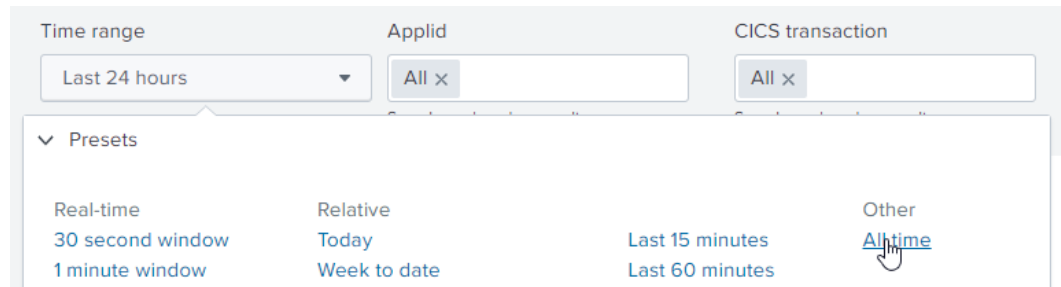 Time range Applid CICS transaction
Last 24 hours All × All ×
Presets
Real-time Relative Other
30 second window Today Last 15 minutes All time
1 minute window Week to date Last 60 minutes